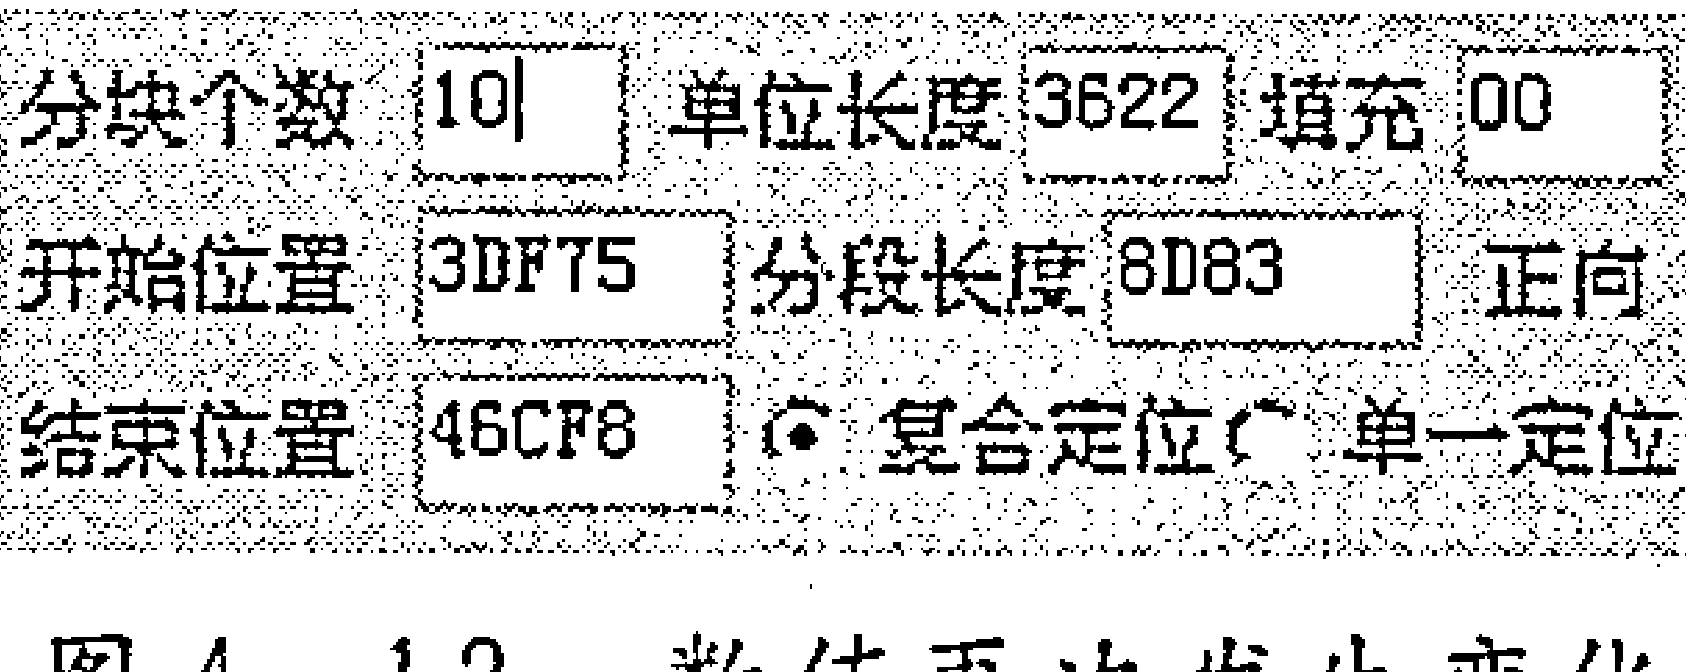 分块个数 10 单位长度 3622 填充 00
开始位置 3DF75 分段长度 8D83 正向
结束位置 46CF8 复合定位 单一定位